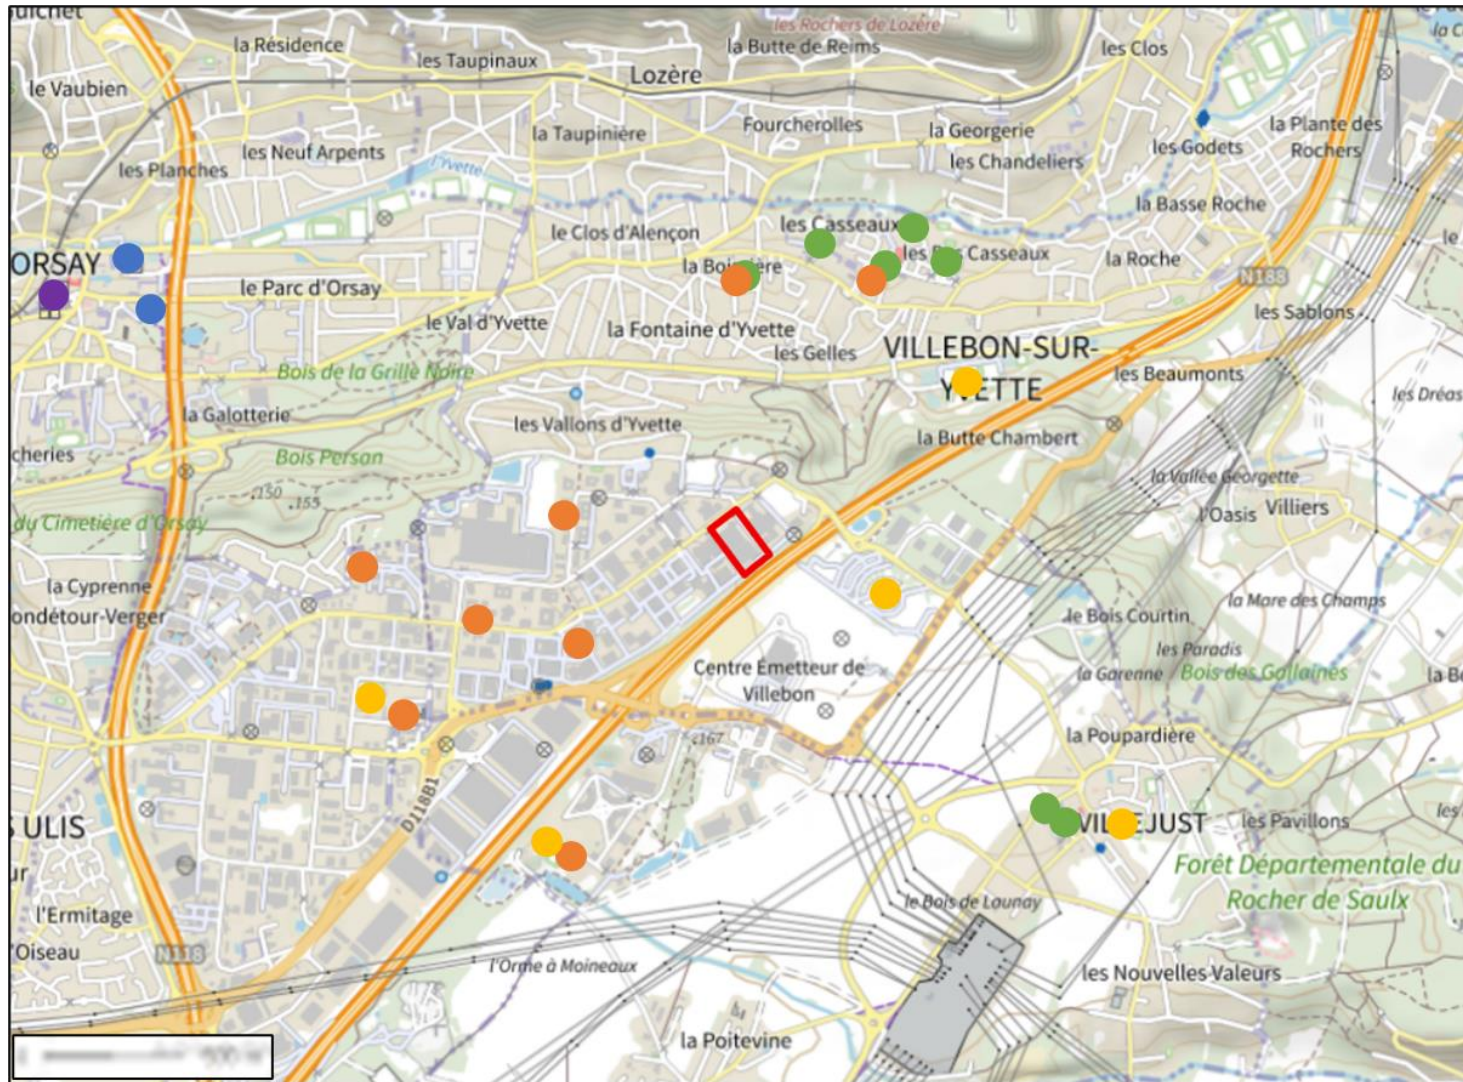 la Résidence
les Taupinaux
les Rochers de Lozère
la Butte de Reims
les Clos
le Vaubien
Lozère
la Taupinière
Fourcherolles
la Georgerie
la Plante des
Rochers
les Planches
les Neuf Arpents
l'Yvette
les Chandeliers
les Godets
la Basse Roche
le Clos d'Alençon
les Casseaux
ORSAY
Casseaux
la Roche
le Parc d'Orsay
N188
le Val d'Yvette
la Fontaine d'Yvette
les Gelles
VILLEBON-SUR-
YVETTE
les Sablons
Bois de la Grille Noire
les Beaumonts
la Galotterie
les Vallons d'Yvette
la Butte Chambert
cheries
Bois Persan
la Vallée Georgette
150
155
l'Oasis
Villiers
du Cimetière d'Orsay
la Cyprenne
ondétour-Verger
le Bois Courtin
la Mare des Champs
les Paradis
Centre Emetteur de
Villebon
la Garenne
Bois des Gallaines
167
la Poupardière
D118B1
ULIS
les Pavillons
Forêt Départementale du
Rocher de Saulx
l'Ermitage
le Bois de Lounay
Oiseau
N118
l'Orme à Moineaux
les Nouvelles Valeurs
la Poitevine